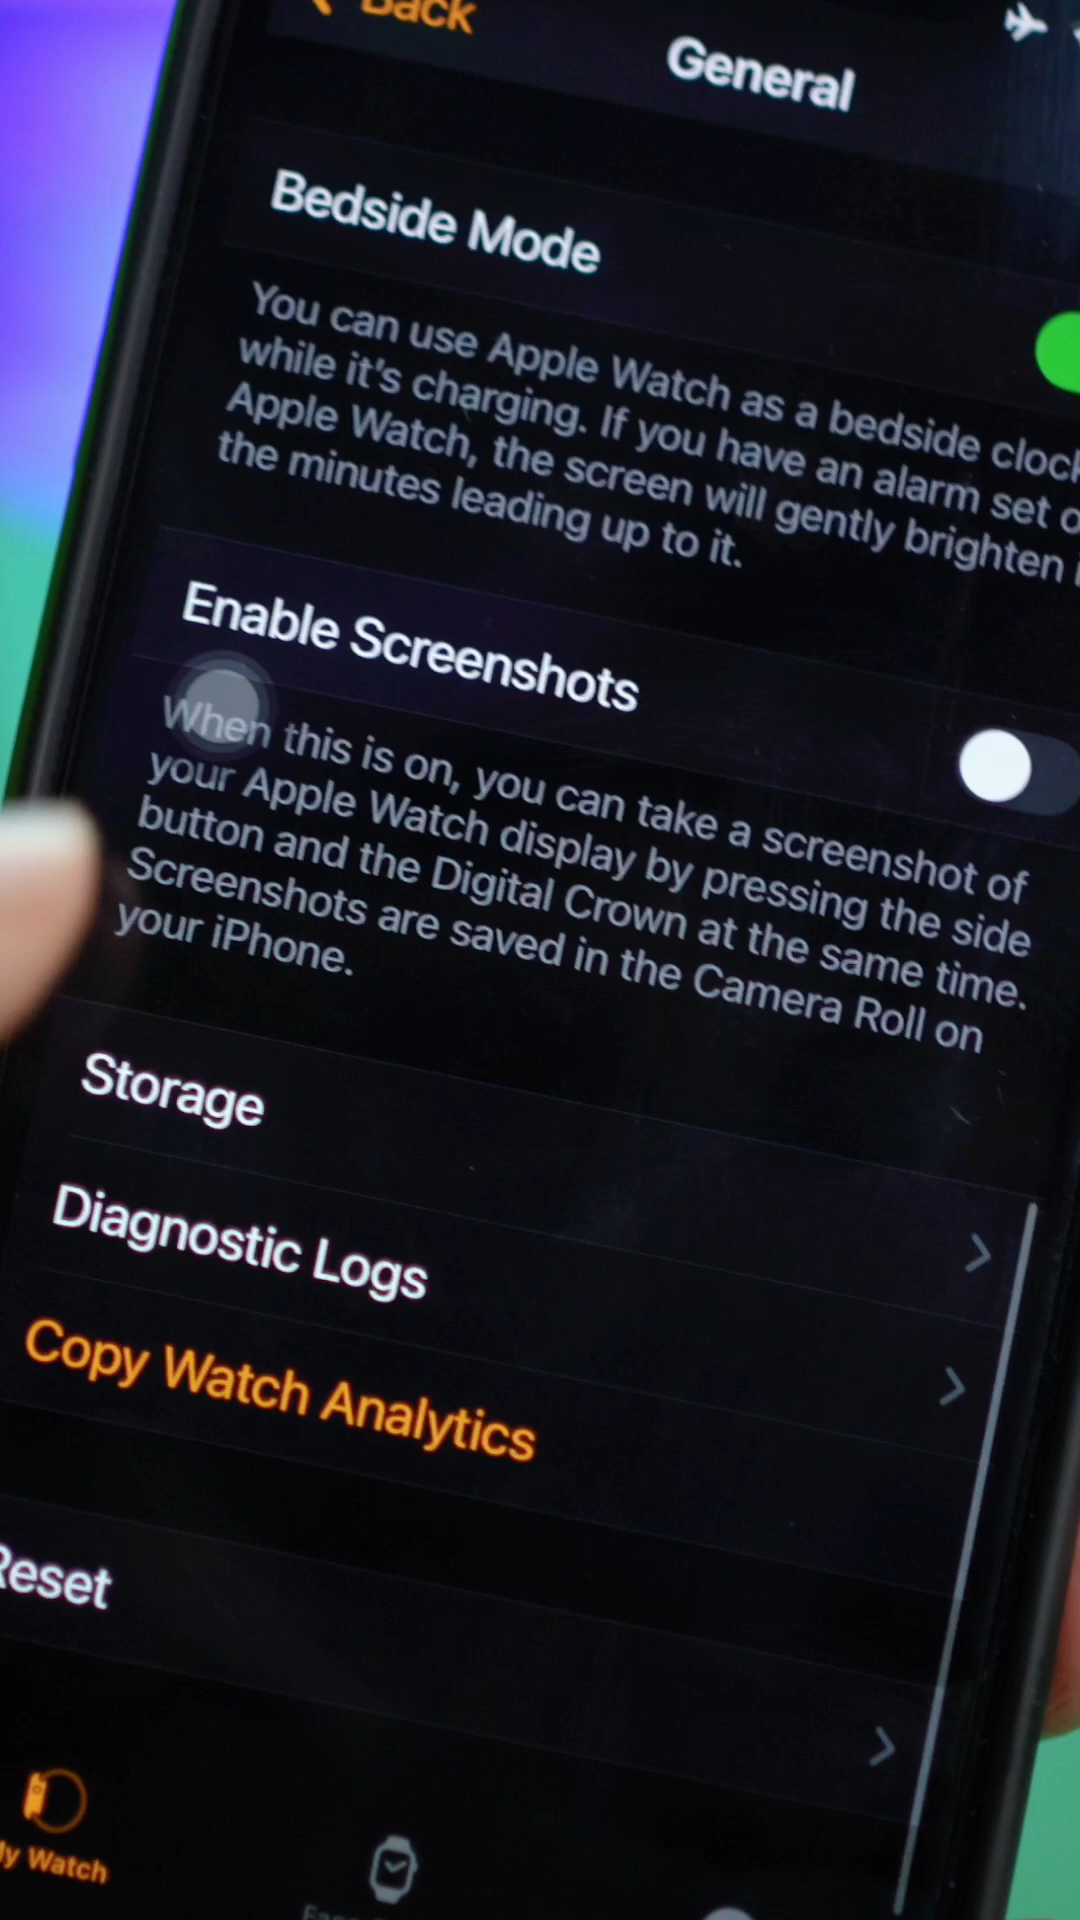 Back
General
Bedside Mode
You can use Apple Watch as a bedside clock
while it's charging. If you have an alarm set o
Apple Watch, the screen will gently brighten i
the minutes leading up to it.
Enable Screenshots
When this is on, you can take a screenshot of
your Apple Watch display by pressing the side
button and the Digital Crown at the same time.
Screenshots are saved in the Camera Roll on
your iPhone.
Storage
Diagnostic Logs
Copy Watch Analytics
Reset
My Watch